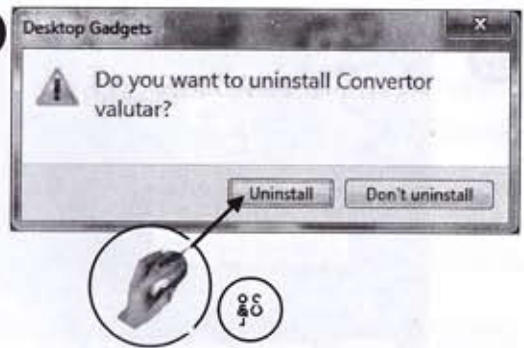 Desktop Gadgets
Do you want to uninstall Convertor
valutar?
Uninstall
Don't uninstall